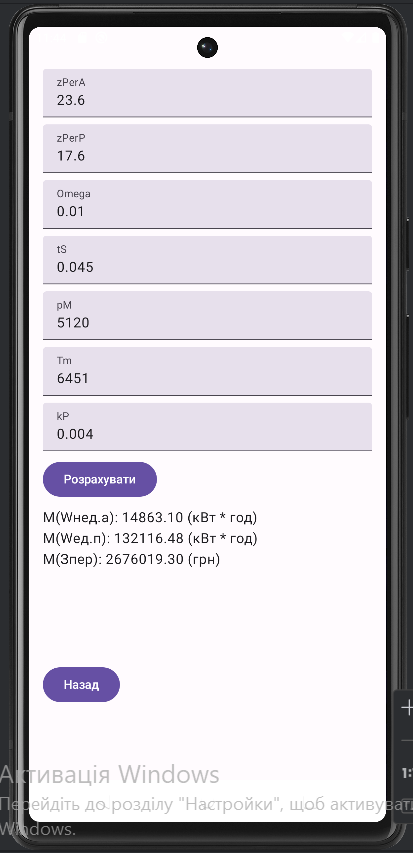 zPerA
23.6
zPerP
17.6
Omega
0.01
tS
0.045
pM
5120
Tm
6451
kP
0.004
Розрахувати
М(Wнед.а): 14863.10 (кВт * год)
М(Wед.п): 132116.48 (кВт * год)
М(Зпер): 2676019.30 (грн)
Назад
Активація Windows
Перейдіть до розділу "Настройки", щоб активувати
Windows.